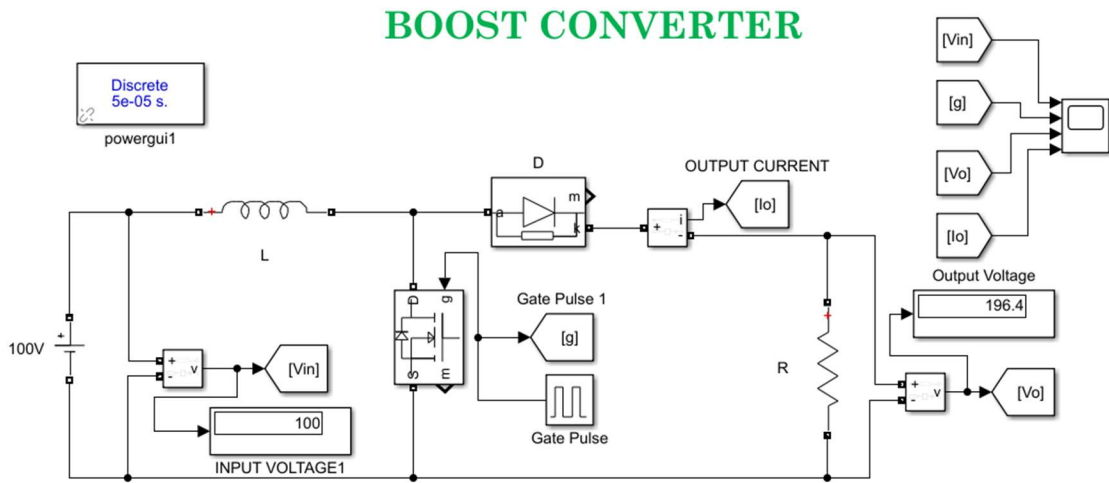 BOOST CONVERTER
Discrete
5e-05 s.
powergui1
[Vin]
[g]
[Vo]
[Io]
D
OUTPUT CURRENT
m
a
k
+
i
-
[Io]
L
Output Voltage
196.4
D
g
S
m
Gate Pulse 1
[g]
Gate Pulse
100V
+
+
-
v
[Vin]
100
INPUT VOLTAGE1
+
R
+
-
v
[Vo]